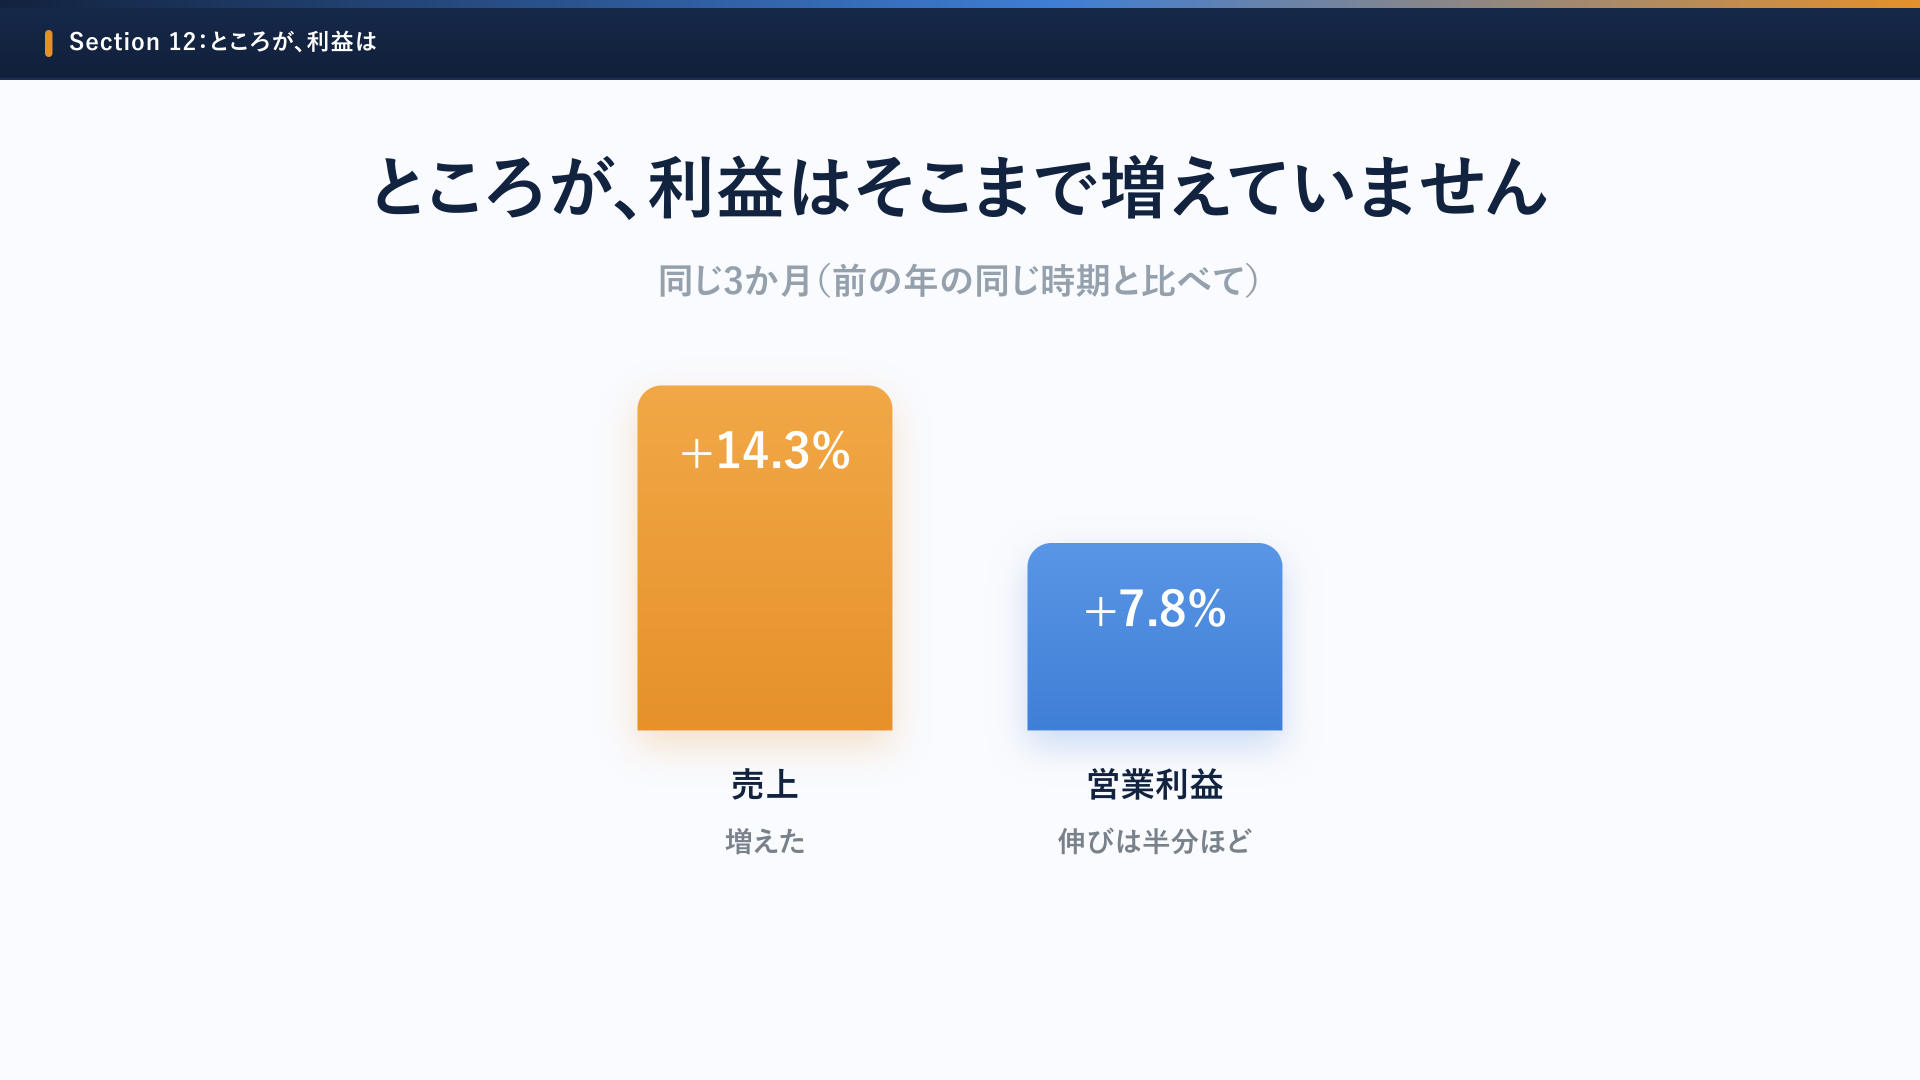 Section 12：ところが、利益は
ところが、利益はそこまで増えていません
同じ3か月（前の年の同じ時期と比べて）
+14.3%
+7.8%
売上
営業利益
増えた
伸びは半分ほど